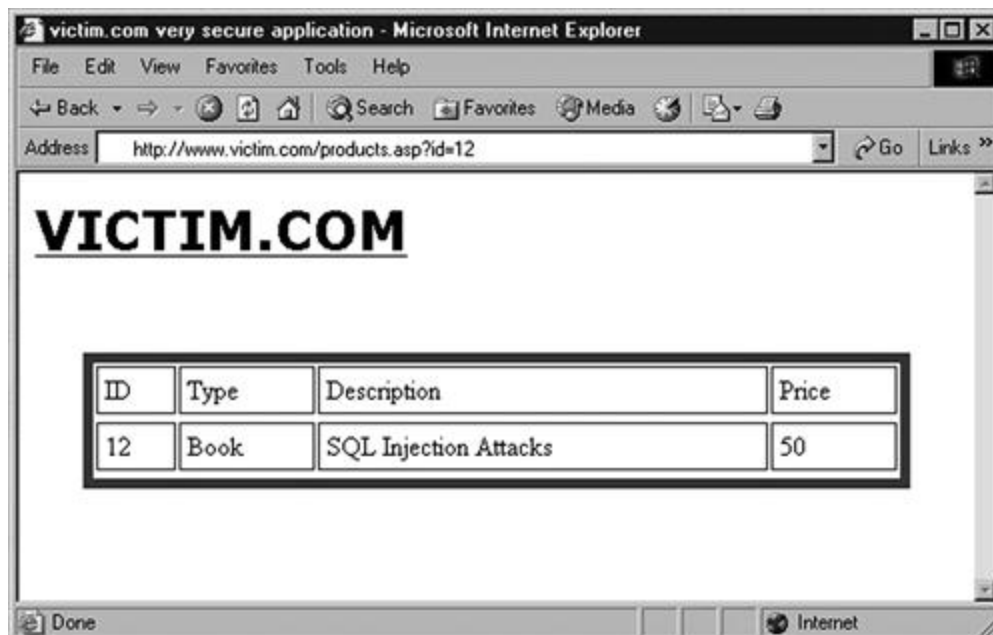 victim.com very secure application - Microsoft Internet Explorer
File Edit View Favorites Tools Help
Back Search Favorites Media
Address http://www.victim.com/products.asp?id=12 Go Links »
VICTIM.COM
ID Type Description Price
12 Book SQL Injection Attacks 50
Done Internet